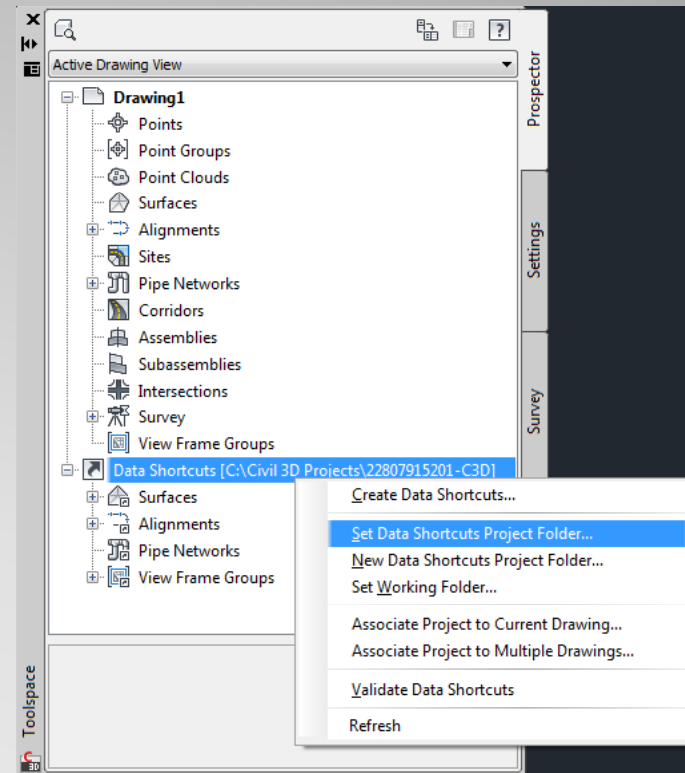 Active Drawing View
Drawing1
Points
Point Groups
Point Clouds
Surfaces
Alignments
Sites
Pipe Networks
Corridors
Assemblies
Subassemblies
Intersections
Survey
View Frame Groups
Data Shortcuts [C:\Civil 3D Projects\22807915201-C3D]
Surfaces
Alignments
Pipe Networks
View Frame Groups
Create Data Shortcuts...
Set Data Shortcuts Project Folder...
New Data Shortcuts Project Folder...
Set Working Folder...
Associate Project to Current Drawing...
Associate Project to Multiple Drawings...
Validate Data Shortcuts
Refresh
Prospector
Settings
Survey
Toolspace
C
3D